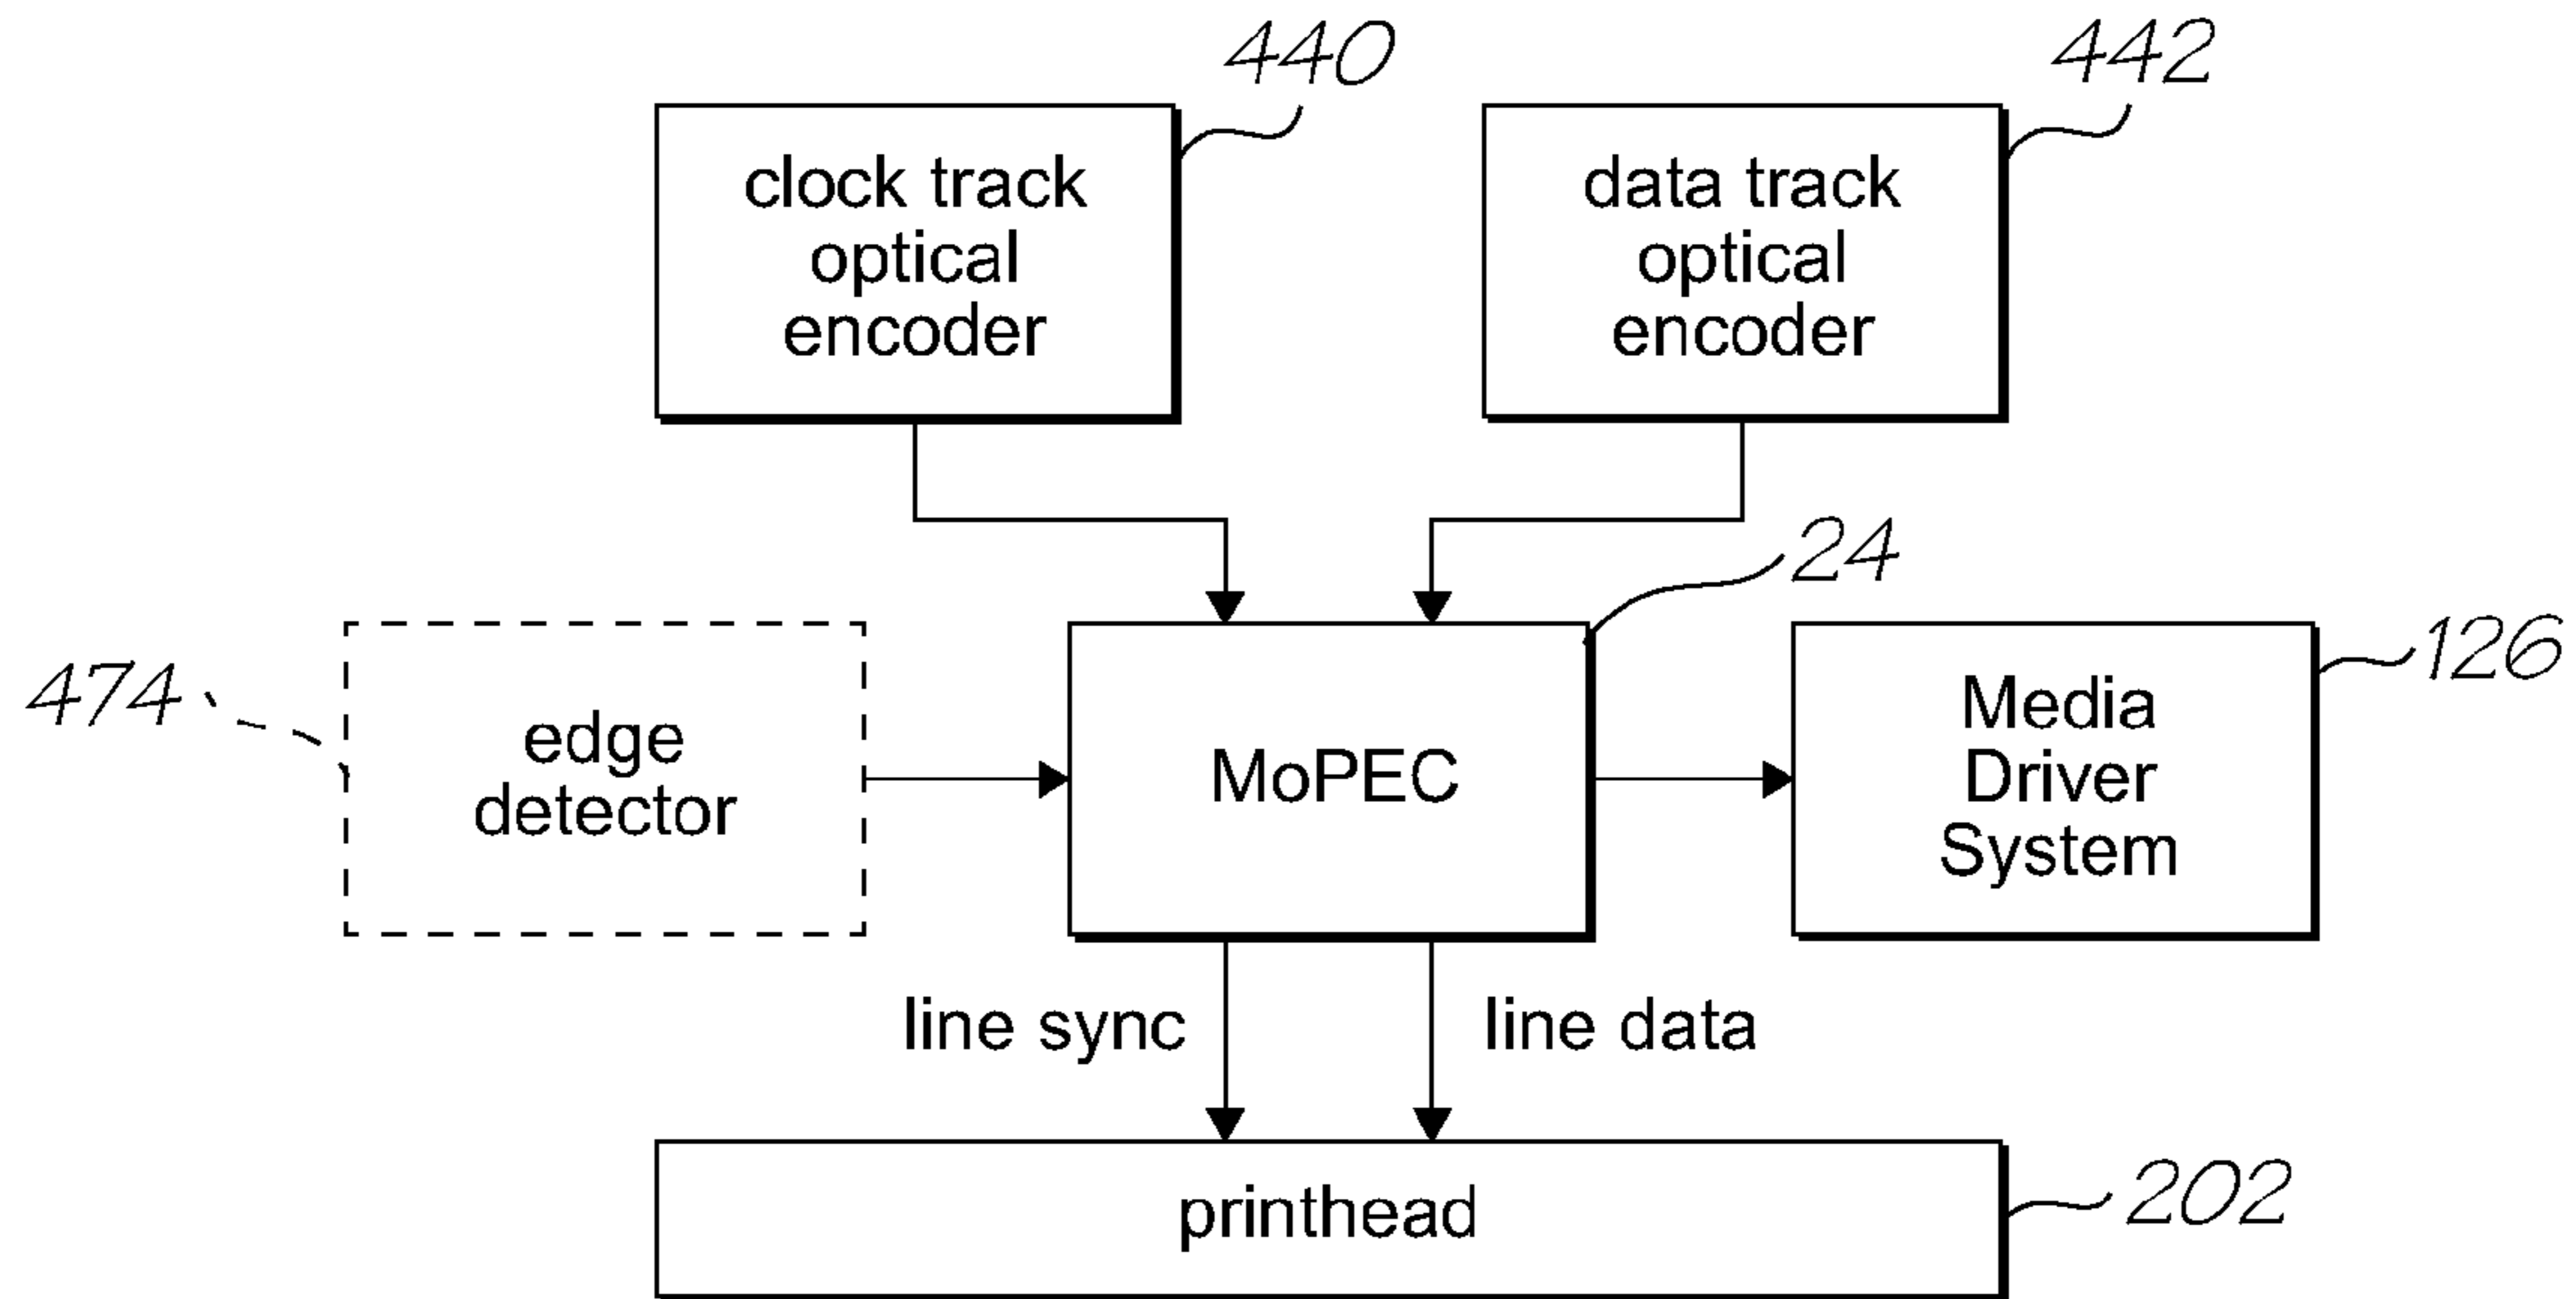 440
442
clock track
optical
encoder
data track
optical
encoder
24
126
474
edge
detector
MoPEC
Media
Driver
System
line sync
line data
printhead
202